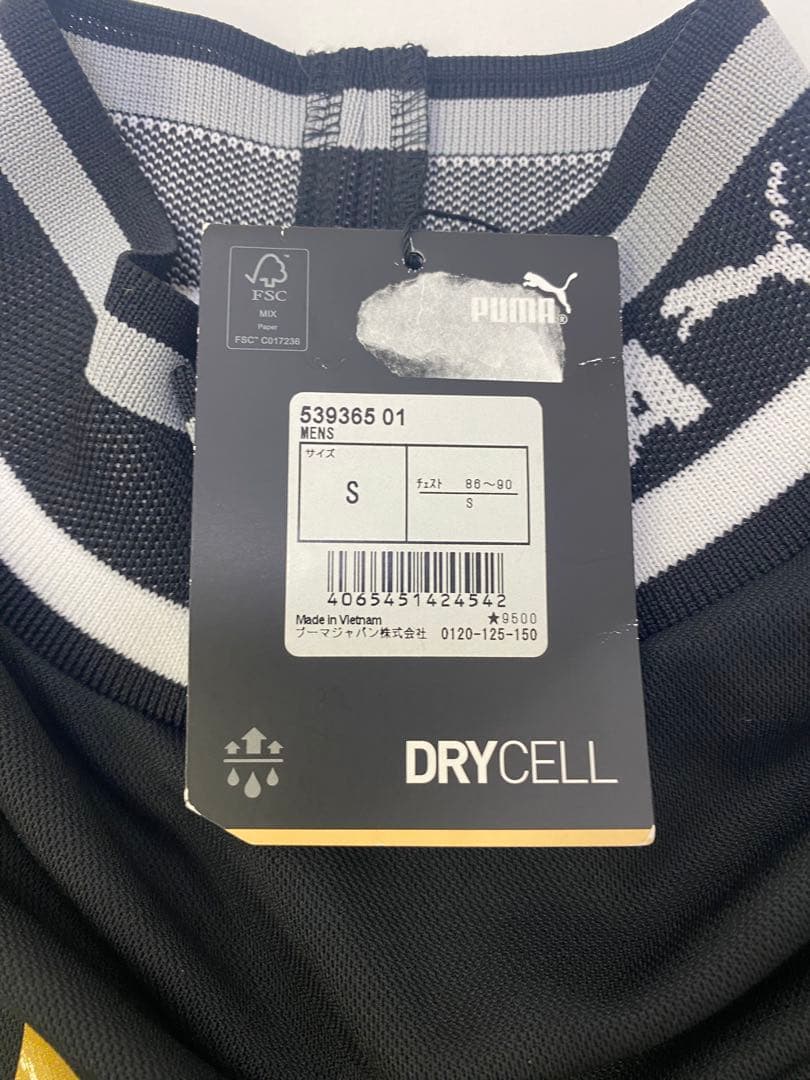 FSC
MIX
Paper
FSC™ C017236
PUMA®
539365 01
MENS
サイズ
S
チェスト 86～90
S
4065451424542
Made in Vietnam ★9500
プーマジャパン株式会社 0120-125-150
DRYCELL
A